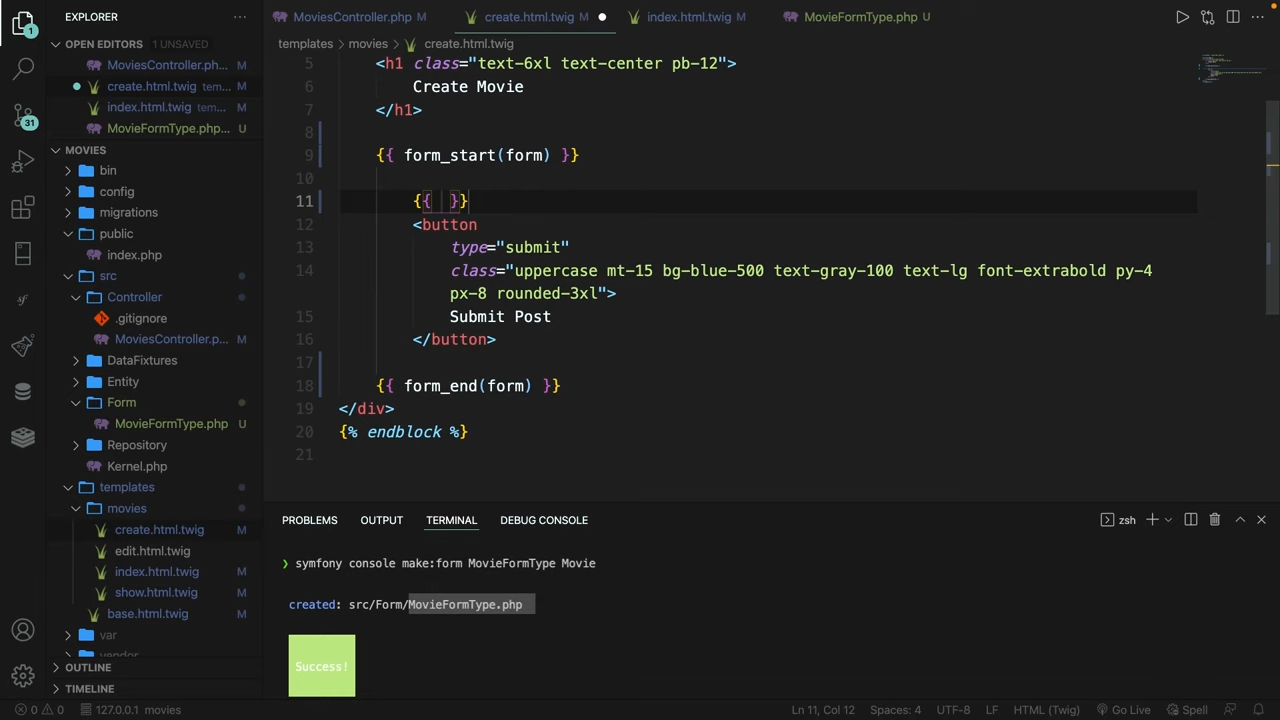 EXPLORER
OPEN EDITORS 1 UNSAVED
MoviesController.ph... M
create.html.twig tem... M
index.html.twig tem... M
MovieFormType.php... U
MOVIES
bin
config
migrations
public
index.php
src
Controller
.gitignore
MoviesController.p... M
DataFixtures
Entity
Form
MovieFormType.php U
Repository
Kernel.php
templates
movies
create.html.twig M
edit.html.twig
index.html.twig M
show.html.twig M
base.html.twig
var
vendor
OUTLINE
TIMELINE
1
31
sf
MoviesController.php M
create.html.twig M
index.html.twig M
MovieFormType.php U
templates > movies > create.html.twig
5 <h1 class="text-6xl text-center pb-12">
6 Create Movie
7 </h1>
8
9 {{ form_start(form) }}
10
11 {{ }}
12 <button
13 type="submit"
14 class="uppercase mt-15 bg-blue-500 text-gray-100 text-lg font-extrabold py-4
px-8 rounded-3xl">
15 Submit Post
16 </button>
17
18 {{ form_end(form) }}
19 </div>
20 {% endblock %}
21
PROBLEMS OUTPUT TERMINAL DEBUG CONSOLE
zsh
❯ symfony console make:form MovieFormType Movie
created: src/Form/MovieFormType.php
Success!
0 0 127.0.0.1 movies Ln 11, Col 12 Spaces: 4 UTF-8 LF HTML (Twig) Go Live Spell